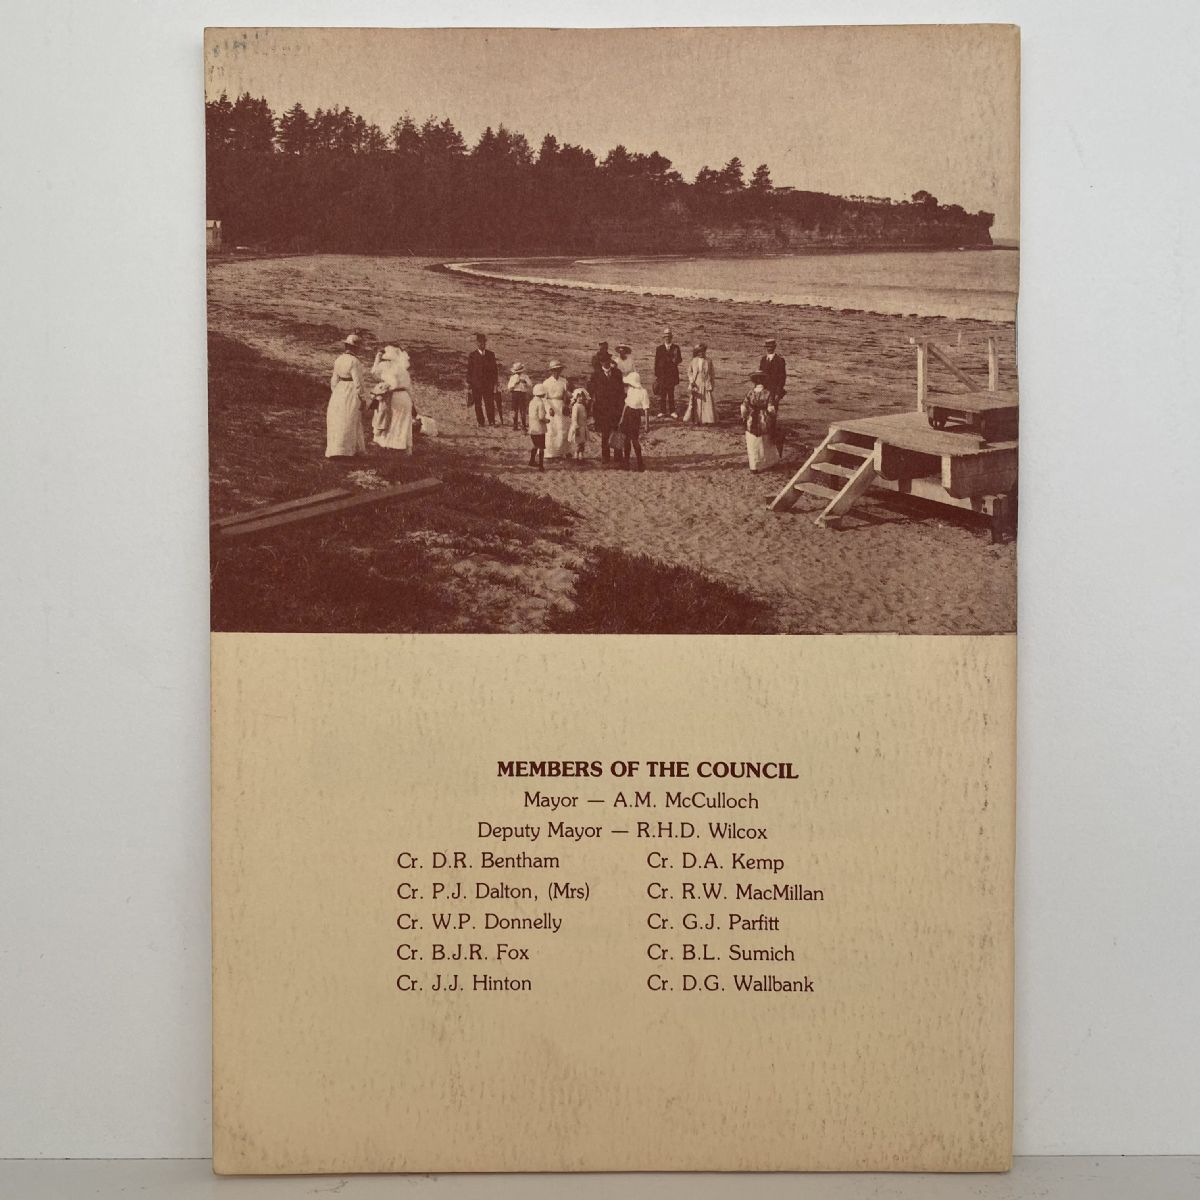 MEMBERS OF THE COUNCIL
Mayor — A.M. McCulloch
Deputy Mayor — R.H.D. Wilcox
Cr. D.R. Bentham
Cr. P.J. Dalton, (Mrs)
Cr. W.P. Donnelly
Cr. B.J.R. Fox
Cr. J.J. Hinton
Cr. D.A. Kemp
Cr. R.W. MacMillan
Cr. G.J. Parfitt
Cr. B.L. Sumich
Cr. D.G. Wallbank